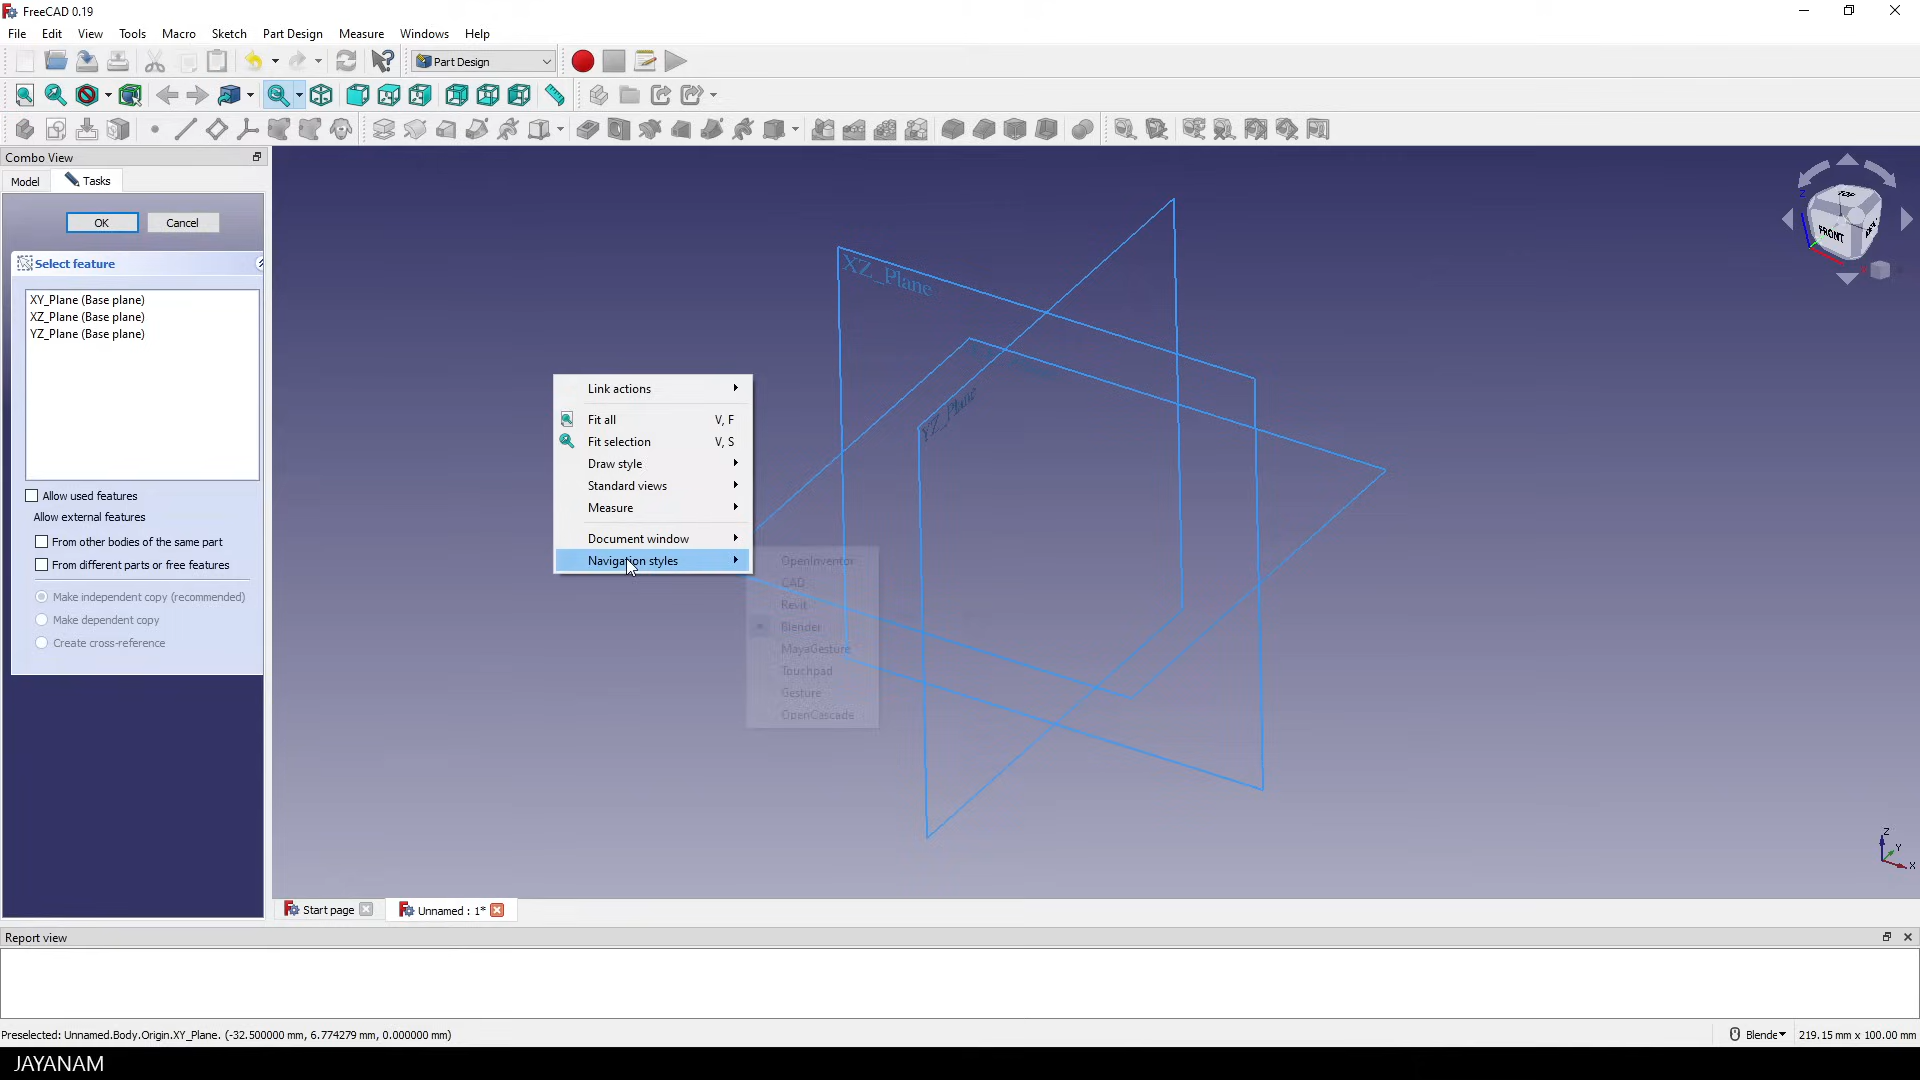 FreeCAD 0.19
File Edit View Tools Macro Sketch Part Design Measure Windows Help
Part Design
Combo View
Model Tasks
OK Cancel
Select feature
XY_Plane (Base plane)
XZ_Plane (Base plane)
YZ_Plane (Base plane)
Allow used features
Allow external features
From other bodies of the same part
From different parts or free features
Make independent copy (recommended)
Make dependent copy
Create cross-reference
XZ_Plane
YZ_Plane
TOP
FRONT
Z
Link actions
Fit all V, F
Fit selection V, S
Draw style
Standard views
Measure
Document window
Navigation styles
OpenInventor
CAD
Revit
Blender
MayaGesture
Touchpad
Gesture
OpenCascade
Z
Y
X
Start page
Unnamed : 1*
Report view
Preselected: Unnamed.Body.Origin.XY_Plane. (-32.500000 mm, 6.774279 mm, 0.000000 mm)
Blende
219.15 mm x 100.00 mm
JAYANAM